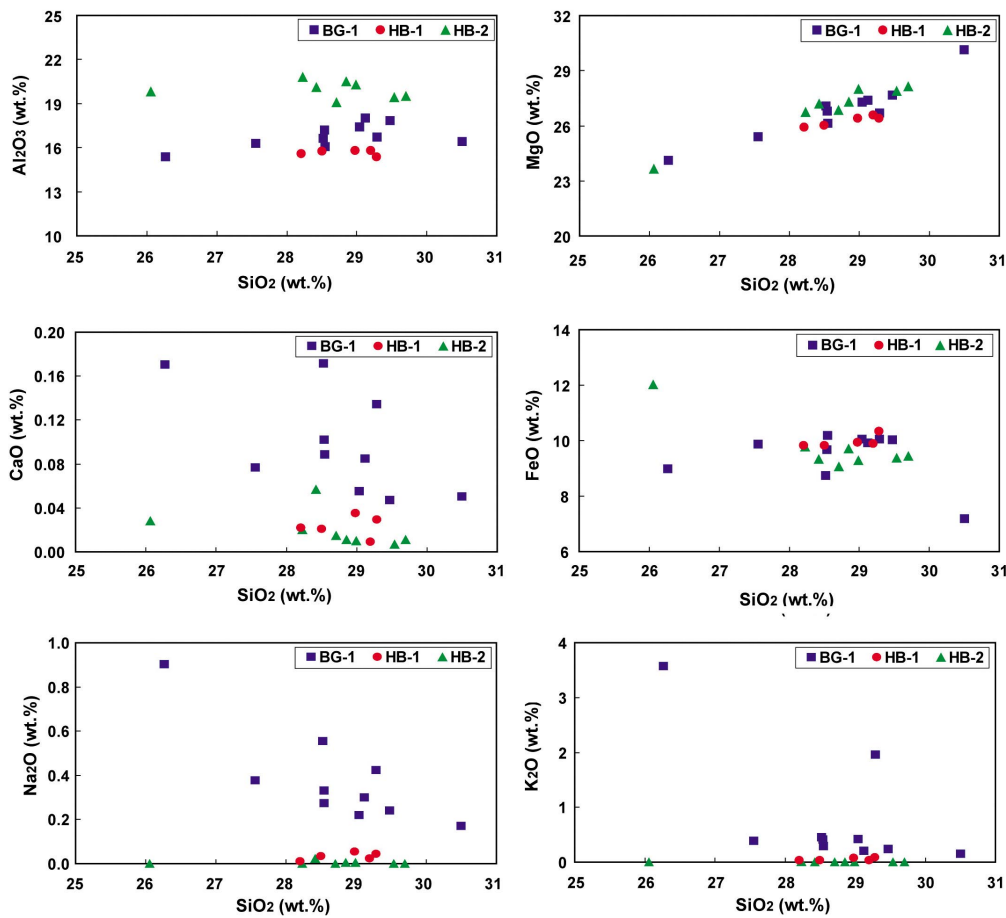 BG-1 HB-1 HB-2
Al2O3 (wt.%)
25
22
19
16
13
10
25 26 27 28 29 30 31
SiO2 (wt.%)
BG-1 HB-1 HB-2
MgO (wt.%)
32
29
26
23
20
25 26 27 28 29 30 31
SiO2 (wt.%)
BG-1 HB-1 HB-2
CaO (wt.%)
0.20
0.16
0.12
0.08
0.04
0.00
25 26 27 28 29 30 31
SiO2 (wt.%)
BG-1 HB-1 HB-2
FeO (wt.%)
14
12
10
8
6
25 26 27 28 29 30 31
SiO2 (wt.%)
BG-1 HB-1 HB-2
Na2O (wt.%)
1.0
0.8
0.6
0.4
0.2
0.0
25 26 27 28 29 30 31
SiO2 (wt.%)
BG-1 HB-1 HB-2
K2O (wt.%)
4
3
2
1
0
25 26 27 28 29 30 31
SiO2 (wt.%)